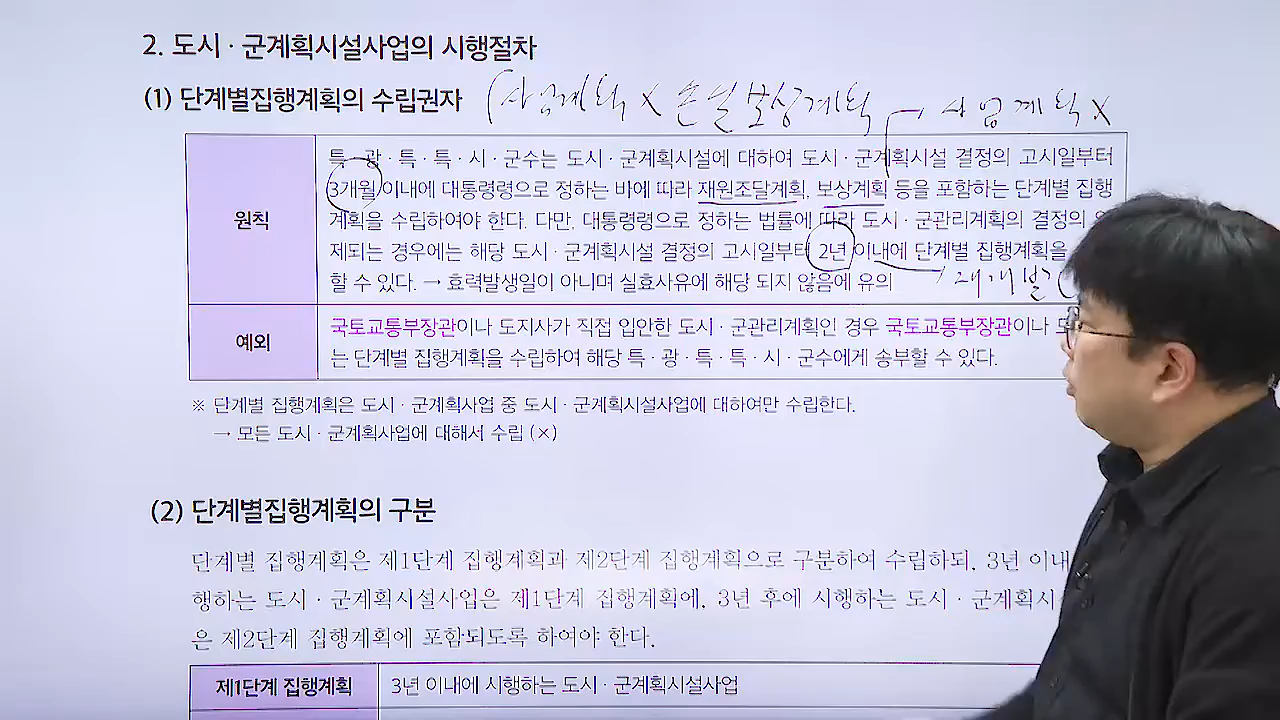 2. 도시 · 군계획시설사업의 시행절차
(1) 단계별집행계획의 수립권자
사업계획 × 손실보상계획 → 사업계획 ×
원칙
특 · 광 · 특 · 특 · 시 · 군수는 도시 · 군계획시설에 대하여 도시 · 군계획시설 결정의 고시일부터
3개월 이내에 대통령령으로 정하는 바에 따라 재원조달계획, 보상계획 등을 포함하는 단계별 집행
계획을 수립하여야 한다. 다만, 대통령령으로 정하는 법률에 따라 도시 · 군관리계획의 결정의
제되는 경우에는 해당 도시 · 군계획시설 결정의 고시일부터 2년 이내에 단계별 집행계획을
할 수 있다. → 효력발생일이 아니며 실효사유에 해당 되지 않음에 유의
→ 재개발
예외
국토교통부장관이나 도지사가 직접 입안한 도시 · 군관리계획인 경우 국토교통부장관이나
는 단계별 집행계획을 수립하여 해당 특 · 광 · 특 · 특 · 시 · 군수에게 송부할 수 있다.
※ 단계별 집행계획은 도시 · 군계획사업 중 도시 · 군계획시설사업에 대하여만 수립한다.
→ 모든 도시 · 군계획사업에 대해서 수립 (×)
(2) 단계별집행계획의 구분
단계별 집행계획은 제1단계 집행계획과 제2단계 집행계획으로 구분하여 수립하되, 3년 이내
행하는 도시 · 군계획시설사업은 제1단계 집행계획에, 3년 후에 시행하는 도시 · 군계획시
은 제2단계 집행계획에 포함되도록 하여야 한다.
제1단계 집행계획
3년 이내에 시행하는 도시 · 군계획시설사업